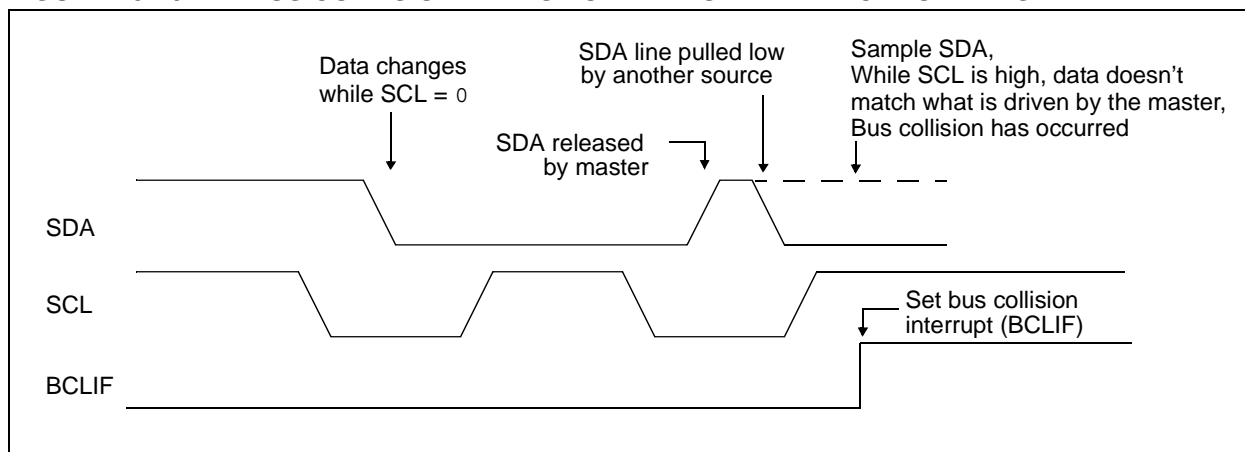 Data changes
while SCL = 0
SDA line pulled low
by another source
Sample SDA,
While SCL is high, data doesn't
match what is driven by the master,
Bus collision has occurred
SDA released
by master
SDA
SCL
Set bus collision
interrupt (BCLIF)
BCLIF